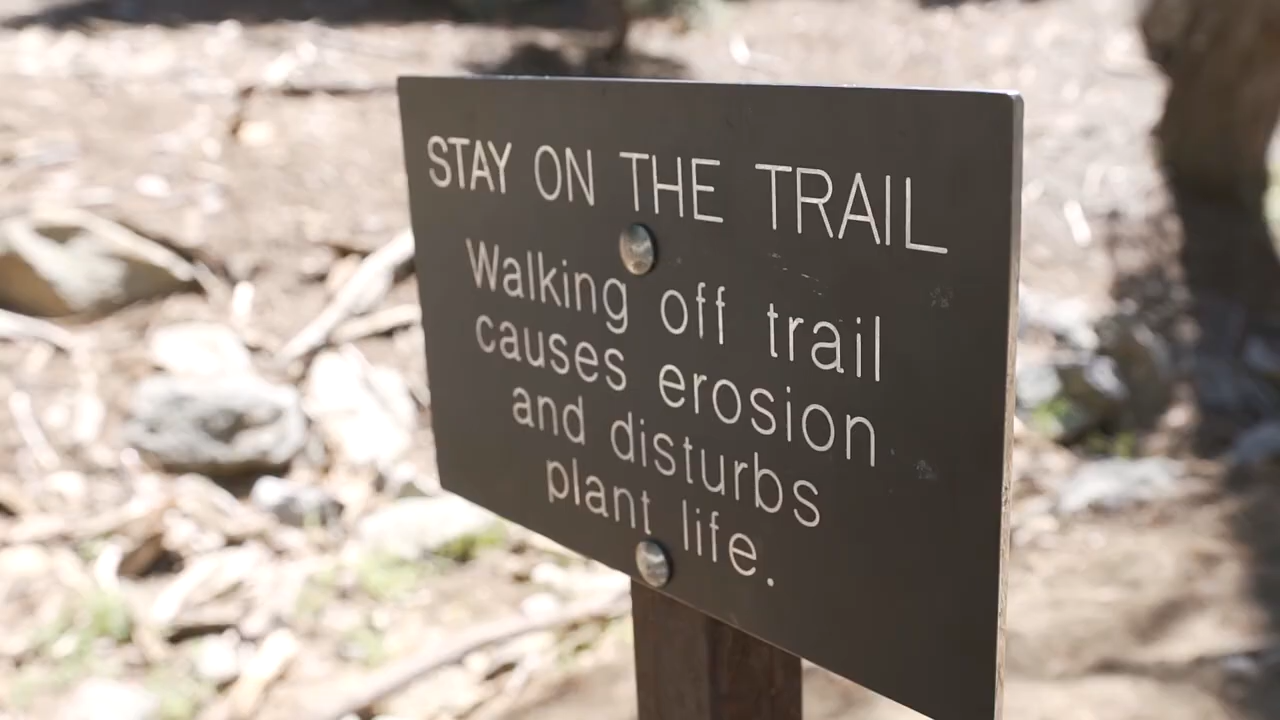 STAY ON THE TRAIL
Walking off trail
causes erosion
and disturbs
plant life.